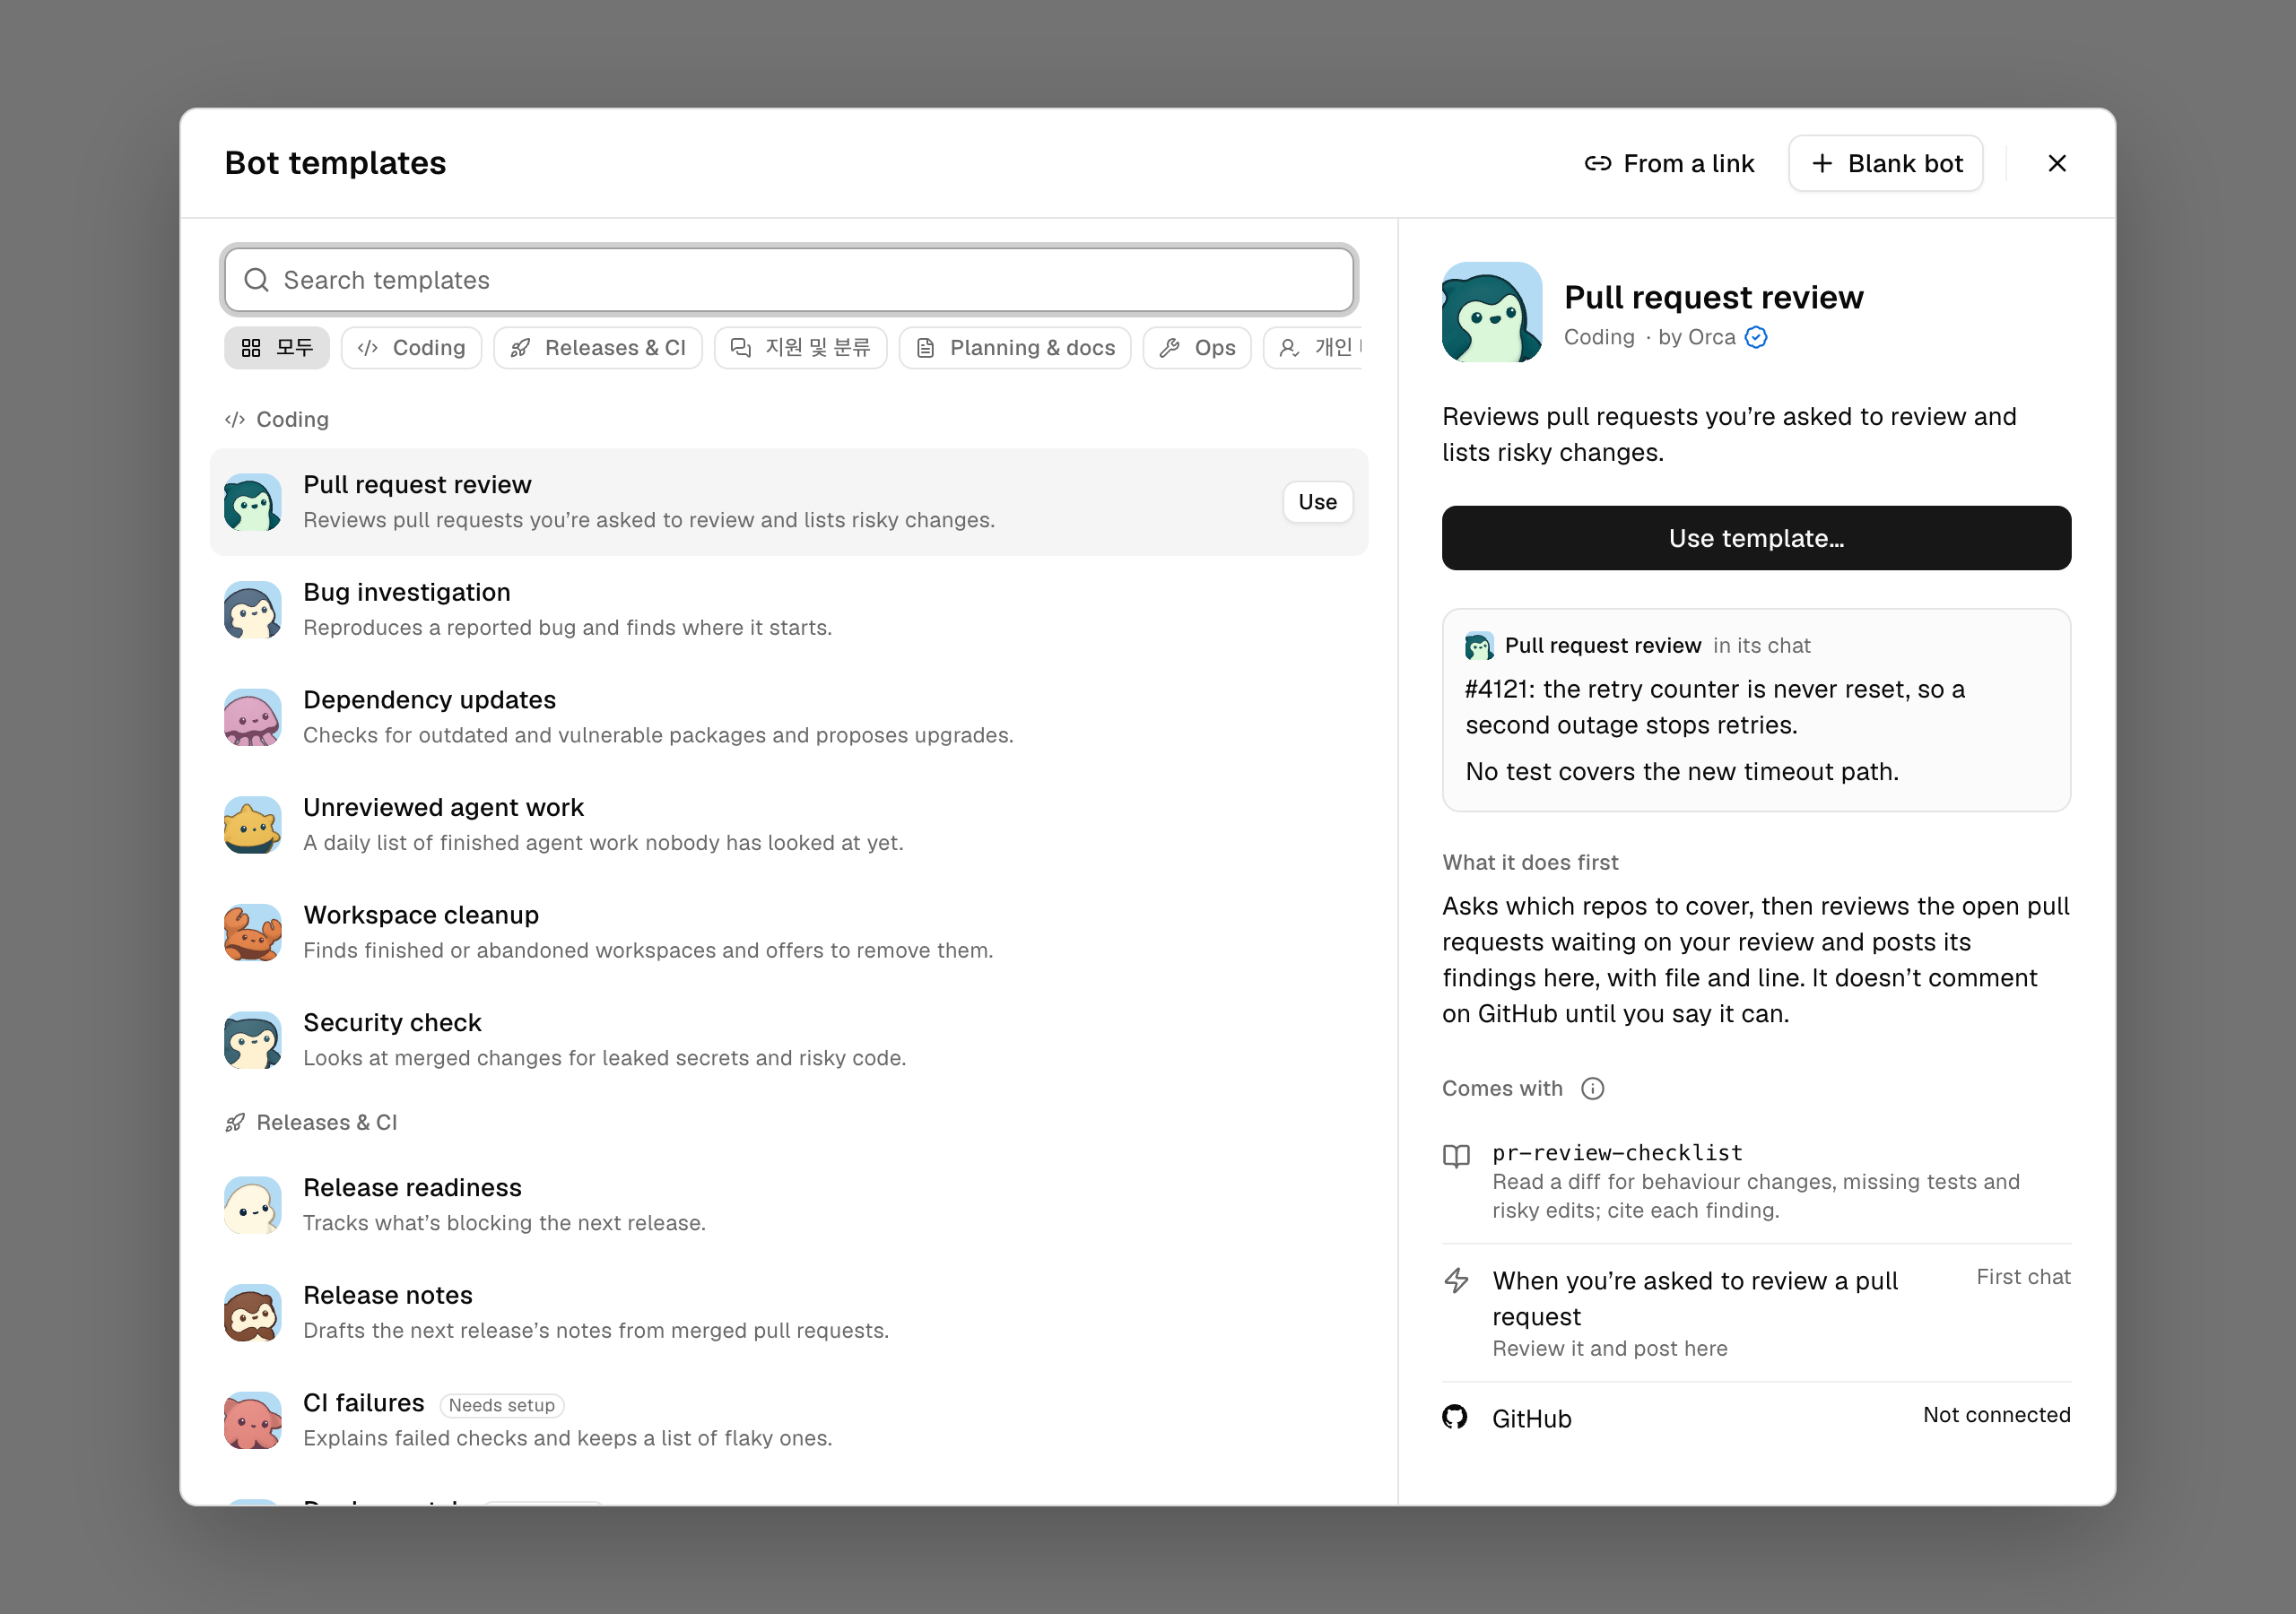 Bot templates
From a link
Blank bot
Search templates
모두
Coding
Releases & CI
지원 및 분류
Planning & docs
Ops
개인
Coding
Pull request review
Reviews pull requests you’re asked to review and lists risky changes.
Use
Bug investigation
Reproduces a reported bug and finds where it starts.
Dependency updates
Checks for outdated and vulnerable packages and proposes upgrades.
Unreviewed agent work
A daily list of finished agent work nobody has looked at yet.
Workspace cleanup
Finds finished or abandoned workspaces and offers to remove them.
Security check
Looks at merged changes for leaked secrets and risky code.
Releases & CI
Release readiness
Tracks what’s blocking the next release.
Release notes
Drafts the next release’s notes from merged pull requests.
CI failures
Needs setup
Explains failed checks and keeps a list of flaky ones.
Pull request review
Coding · by Orca
Reviews pull requests you’re asked to review and
lists risky changes.
Use template…
Pull request review in its chat
#4121: the retry counter is never reset, so a
second outage stops retries.
No test covers the new timeout path.
What it does first
Asks which repos to cover, then reviews the open pull
requests waiting on your review and posts its
findings here, with file and line. It doesn’t comment
on GitHub until you say it can.
Comes with
pr-review-checklist
Read a diff for behaviour changes, missing tests and
risky edits; cite each finding.
When you’re asked to review a pull
request
First chat
Review it and post here
GitHub
Not connected